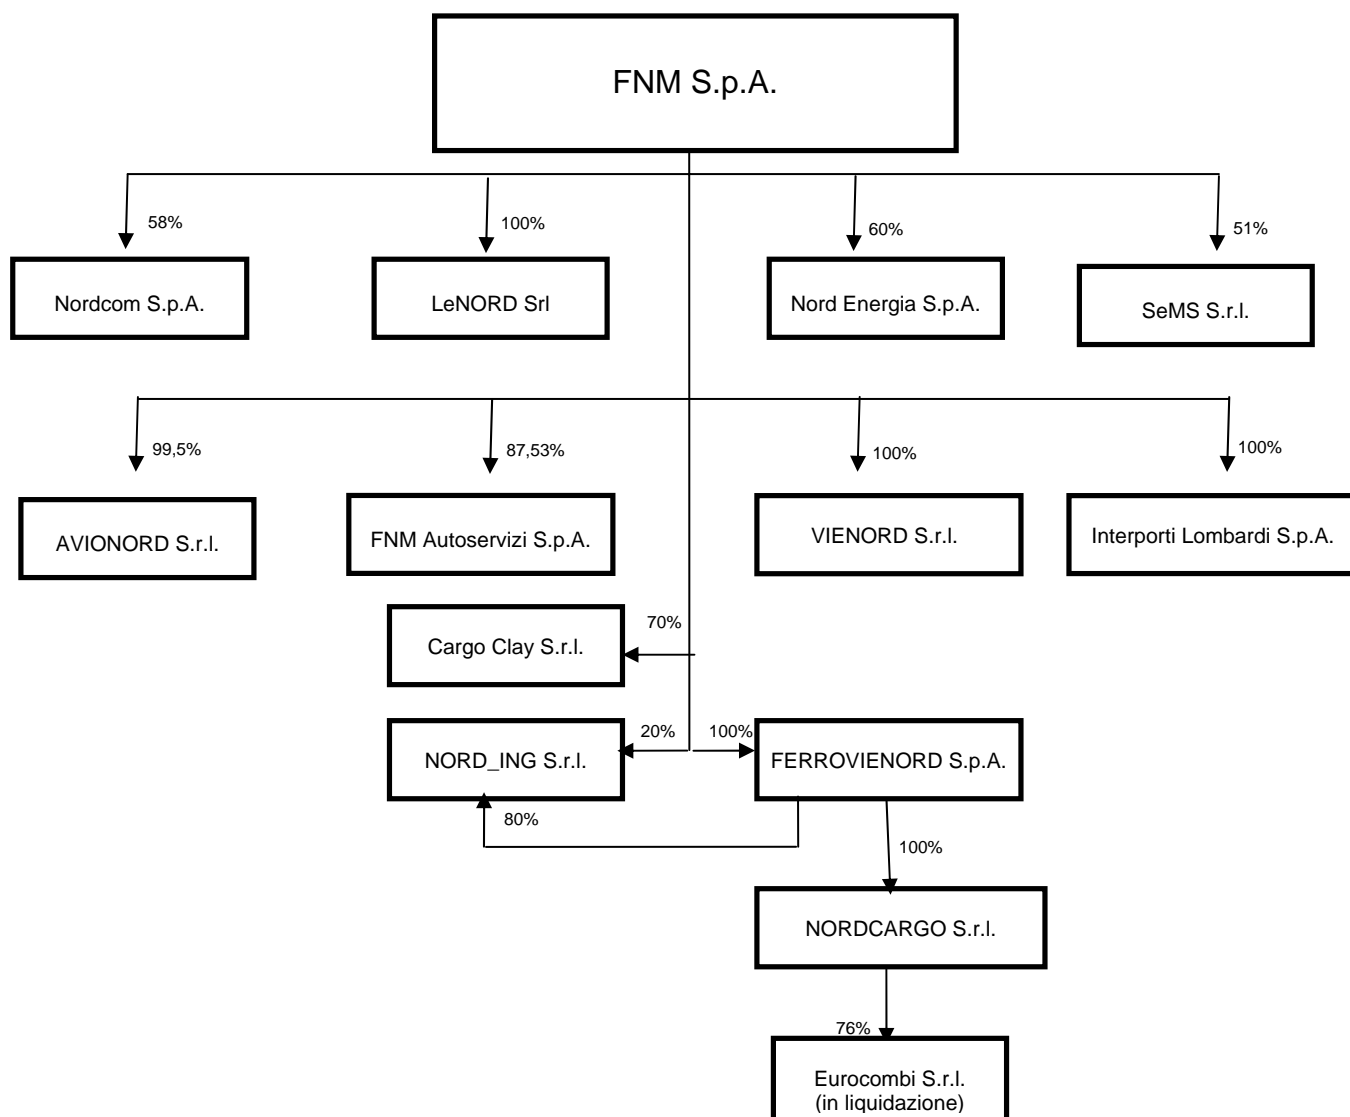 FNM S.p.A.
58%
100%
60%
51%
Nordcom S.p.A.
LeNORD Srl
Nord Energia S.p.A.
SeMS S.r.l.
99,5%
87,53%
100%
100%
AVIONORD S.r.l.
FNM Autoservizi S.p.A.
VIENORD S.r.l.
Interporti Lombardi S.p.A.
70%
Cargo Clay S.r.l.
20%
100%
NORD_ING S.r.l.
FERROVIENORD S.p.A.
80%
100%
NORDCARGO S.r.l.
76%
Eurocombi S.r.l.
(in liquidazione)